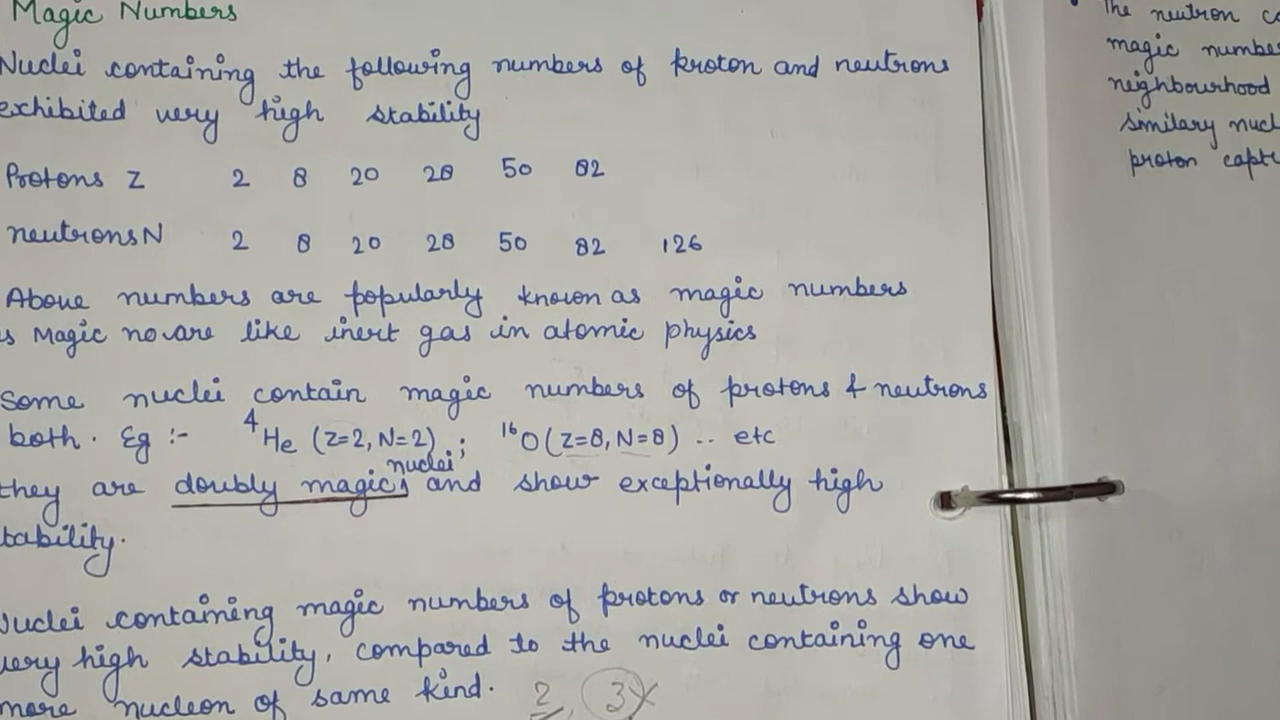 Magic Numbers
Nuclei containing the following numbers of proton and neutrons
exhibited very high stability
Protons Z 2 8 20 28 50 82
neutrons N 2 8 20 28 50 82 126
Above numbers are popularly known as magic numbers
s Magic no. are like inert gas in atomic physics
Some nuclei contain magic numbers of protons & neutrons
both. Eg :- ⁴He (Z=2, N=2) ; ¹⁶O (Z=8, N=8) .. etc
they are doubly magic nuclei, and show exceptionally high
tability.
Nuclei containing magic numbers of protons or neutrons show
very high stability, compared to the nuclei containing one
more nucleon of same kind. 2, 3x
The neutron c
magic numbe
neighbourhood
similary nucl
proton capt